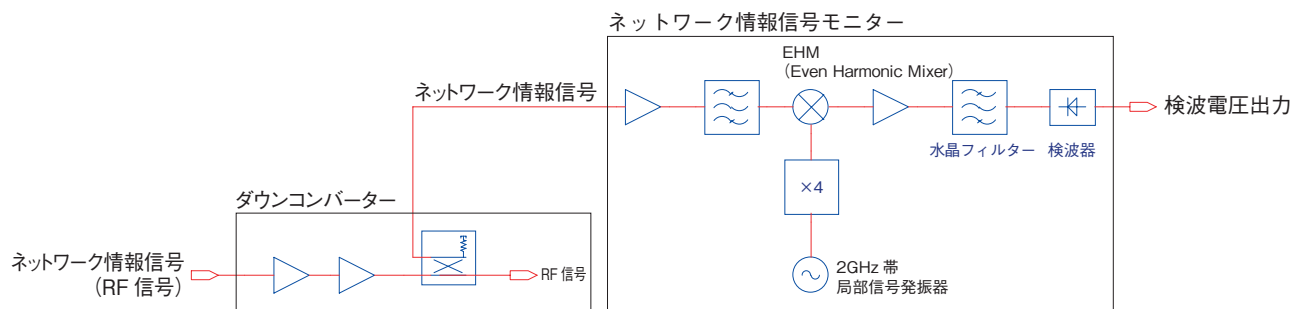 ネットワーク情報信号モニター
EHM
(Even Harmonic Mixer)
ネットワーク情報信号
検波電圧出力
水晶フィルター
検波器
×4
ダウンコンバーター
ネットワーク情報信号
(RF 信号)
RF 信号
2GHz 帯
局部信号発振器